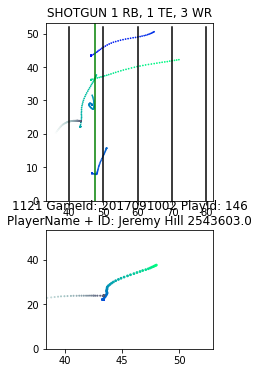 SHOTGUN 1 RB, 1 TE, 3 WR
50
40
30
20
10
0
40 50 60 70 80
1121 GameId: 2017091002 PlayId: 146
PlayerName + ID: Jeremy Hill 2543603.0
40
20
0
40 45 50